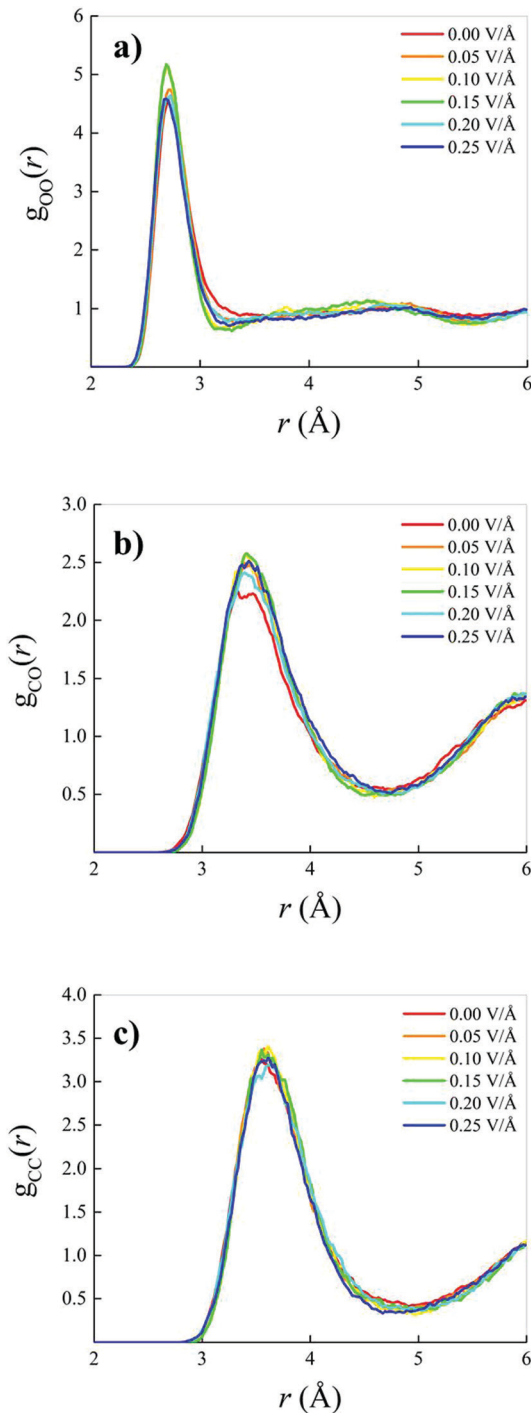 6
5
4
3
2
1
2 3 4 5 6
a)
0.00 V/Å
0.05 V/Å
0.10 V/Å
0.15 V/Å
0.20 V/Å
0.25 V/Å
gOO(r)
r (Å)
3.0
2.5
2.0
1.5
1.0
0.5
2 3 4 5 6
b)
0.00 V/Å
0.05 V/Å
0.10 V/Å
0.15 V/Å
0.20 V/Å
0.25 V/Å
gCO(r)
r (Å)
4.0
3.5
3.0
2.5
2.0
1.5
1.0
0.5
2 3 4 5 6
c)
0.00 V/Å
0.05 V/Å
0.10 V/Å
0.15 V/Å
0.20 V/Å
0.25 V/Å
gCC(r)
r (Å)